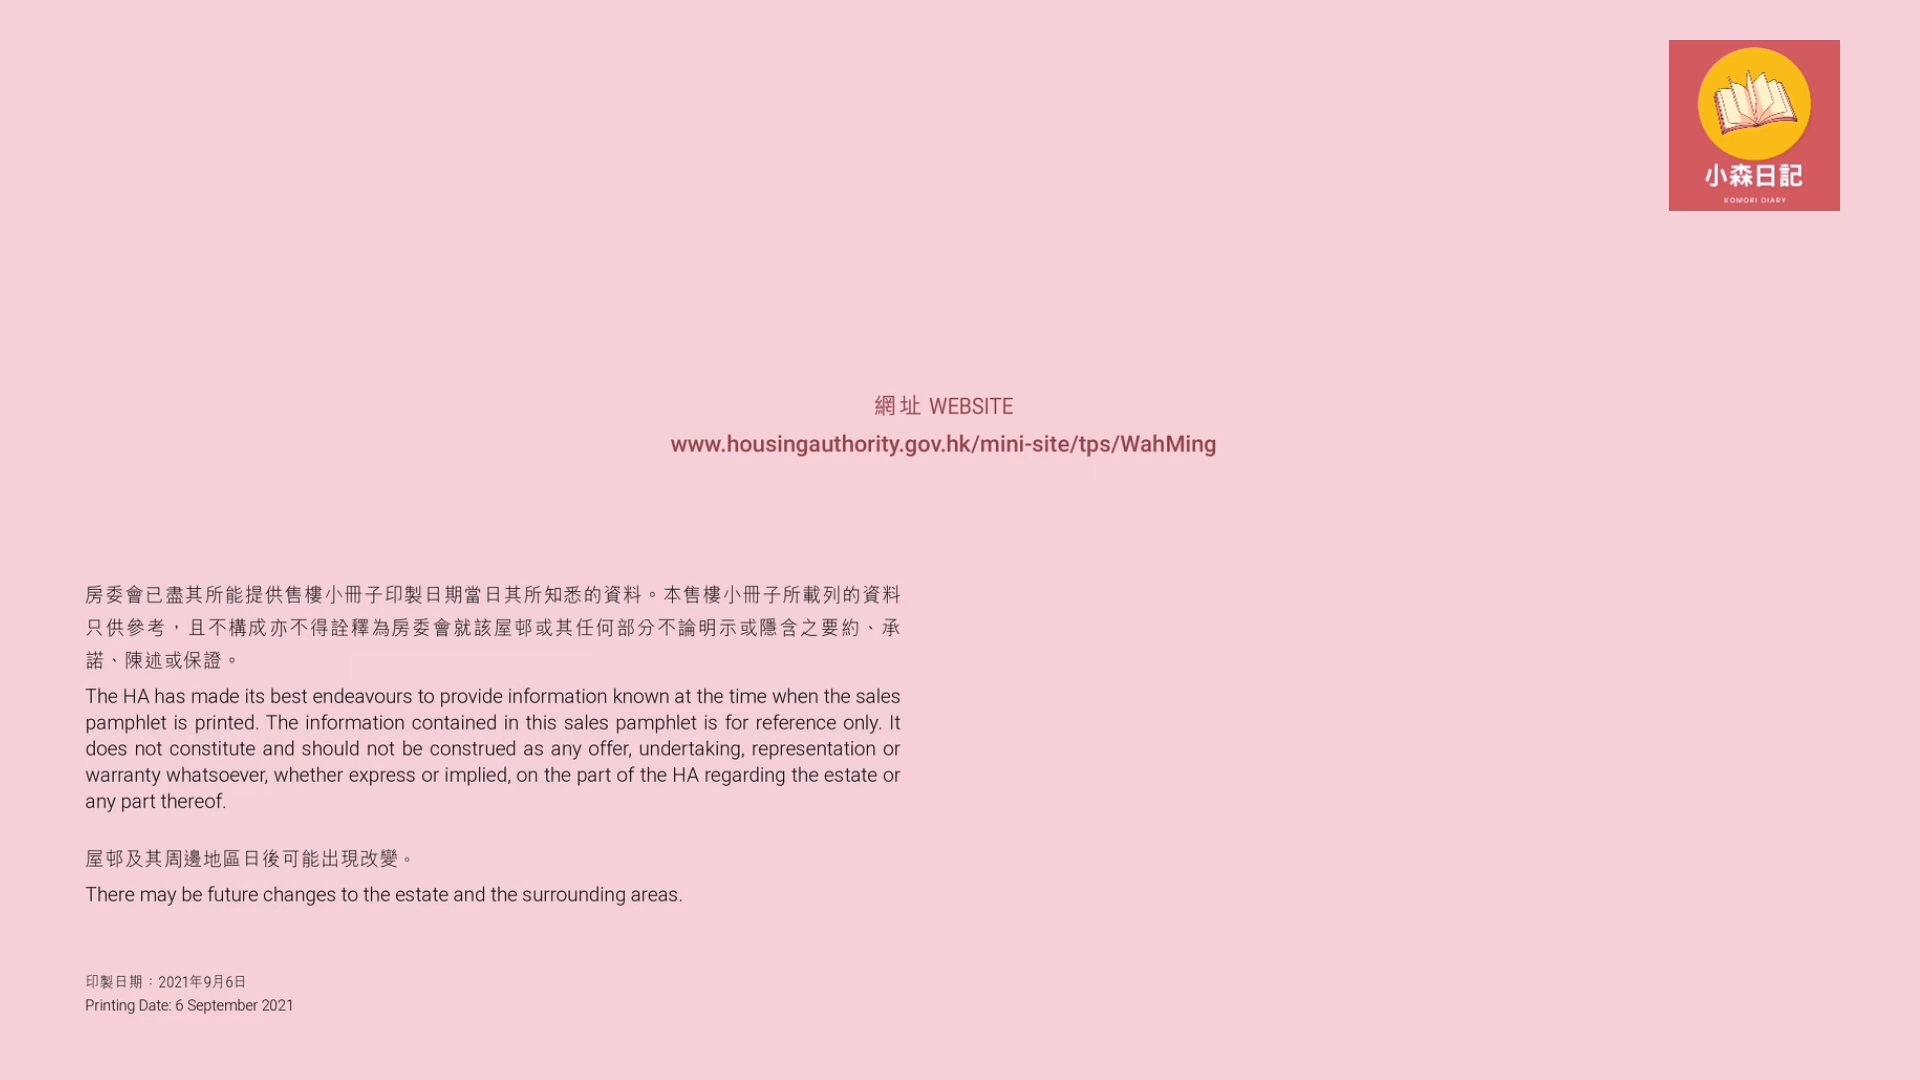 小森日記
KOMORI DIARY
網址 WEBSITE
www.housingauthority.gov.hk/mini-site/tps/WahMing
房委會已盡其所能提供售樓小冊子印製日期當日其所知悉的資料。本售樓小冊子所載列的資料
只供參考，且不構成亦不得詮釋為房委會就該屋邨或其任何部分不論明示或隱含之要約、承
諾、陳述或保證。
The HA has made its best endeavours to provide information known at the time when the sales
pamphlet is printed. The information contained in this sales pamphlet is for reference only. It
does not constitute and should not be construed as any offer, undertaking, representation or
warranty whatsoever, whether express or implied, on the part of the HA regarding the estate or
any part thereof.
屋邨及其周邊地區日後可能出現改變。
There may be future changes to the estate and the surrounding areas.
印製日期：2021年9月6日
Printing Date: 6 September 2021